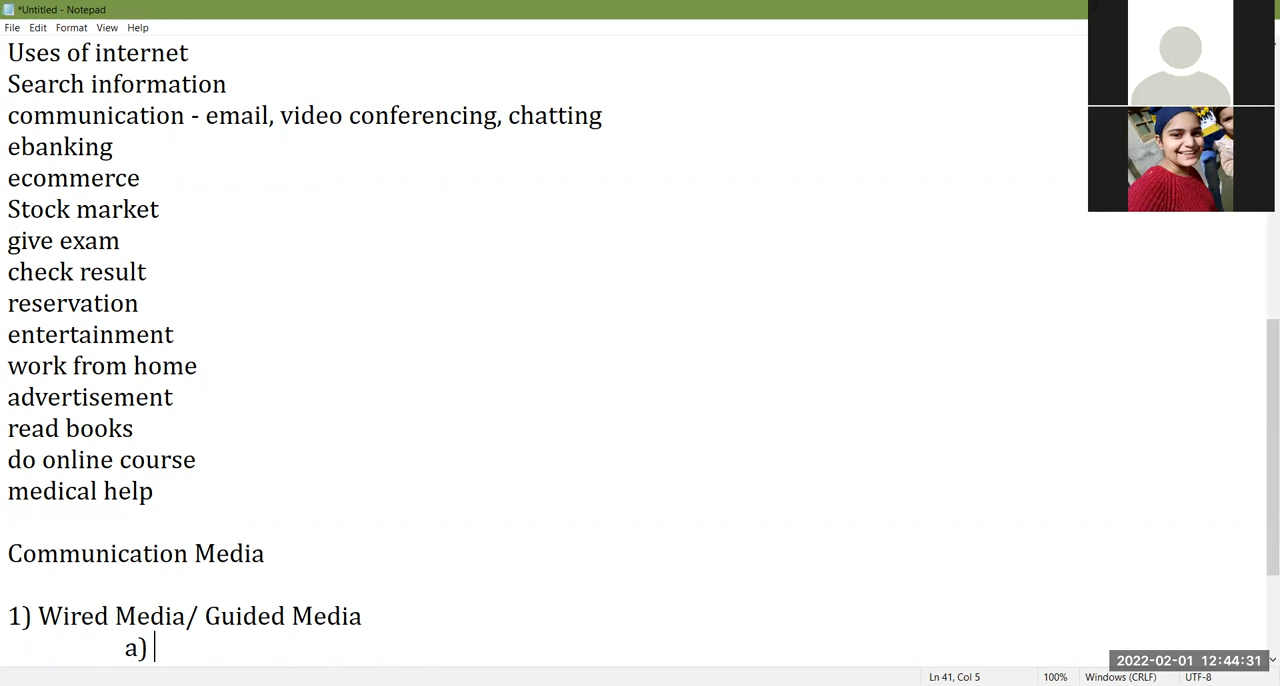 *Untitled - Notepad
File Edit Format View Help
Uses of internet
Search information
communication - email, video conferencing, chatting
ebanking
ecommerce
Stock market
give exam
check result
reservation
entertainment
work from home
advertisement
read books
do online course
medical help
Communication Media
1) Wired Media/ Guided Media
a)
2022-02-01 12:44:31
Ln 41, Col 5 100% Windows (CRLF) UTF-8